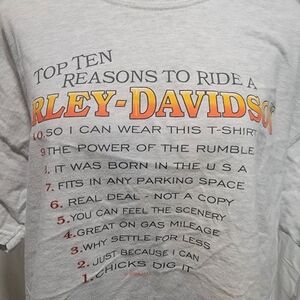 TOP TEN
REASONS TO RIDE A
RLEY-DAVIDSO
10.SO I CAN WEAR THIS T-SHIRT
9.THE POWER OF THE RUMBLE
IT WAS BORN IN THE U S A
7. FITS IN ANY PARKING SPACE
6. REAL DEAL - NOT A COPY
5.YOU CAN FEEL THE SCENERY
4.GREAT ON GAS MILEAGE
3.WHY SETTLE FOR LESS
2. JUST BECAUSE I CAN
1.CHICKS DIG IT